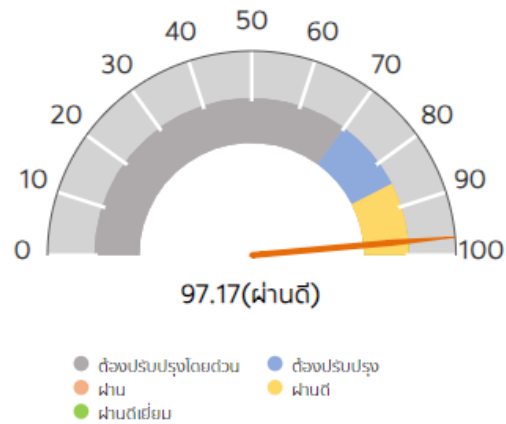 50
40
60
30
70
20
80
10
90
0
100
97.17(ผ่านดี)
ต้องปรับปรุงโดยด่วน
ต้องปรับปรุง
ผ่าน
ผ่านดี
ผ่านดีเยี่ยม